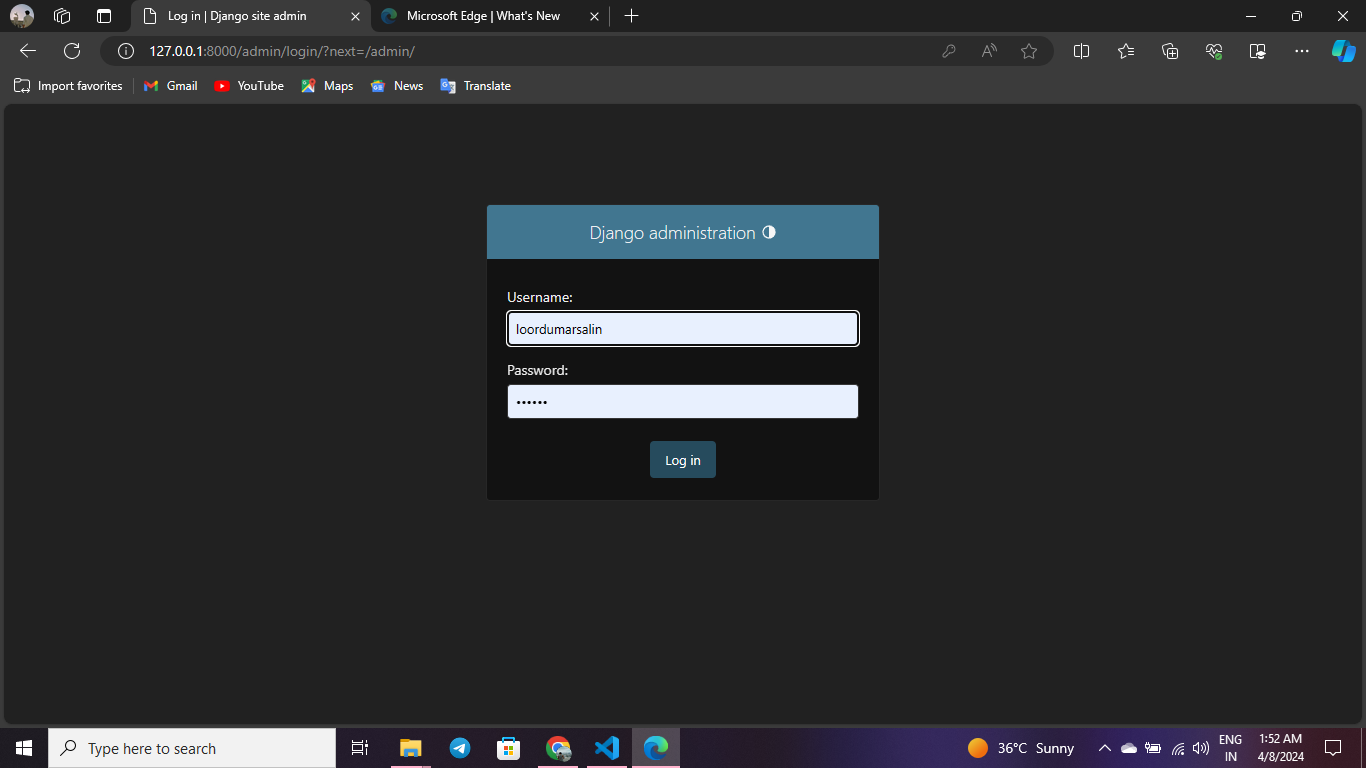 Log in | Django site admin
Microsoft Edge | What's New
127.0.0.1:8000/admin/login/?next=/admin/
Import favorites
Gmail
YouTube
Maps
News
Translate
Django administration
Username:
loordumarsalin
Password:
••••••
Log in
Type here to search
36°C Sunny
ENG
IN
1:52 AM
4/8/2024